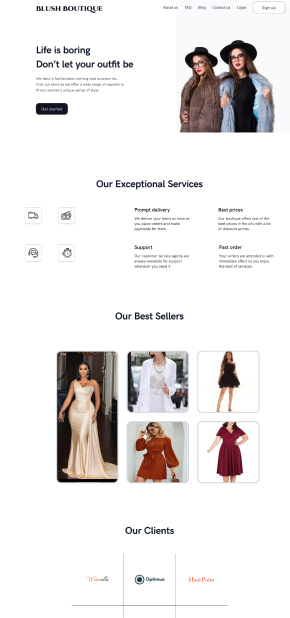 BLUSH BOUTIQUE
About us
FAQ
Blog
Contact us
Login
Sign up
Life is boring
Don't let your outfit be
We deal in fashionable clothing and accessories.
Visit our store as we offer a wide range of apparel to
fit any woman's unique sense of style.
Get started
Our Exceptional Services
Prompt delivery
We deliver your items as soon as
you place orders and make
payments for them.
Best prices
Our boutique offers one of the
best prices in the city with a lot
of discount across.
Support
Our customer service agents are
always available for support
whenever you need it.
Fast order
Your orders are attended to with
immediate effect so you enjoy
the best of services.
Our Best Sellers
Our Clients
Optimus
HautPoint